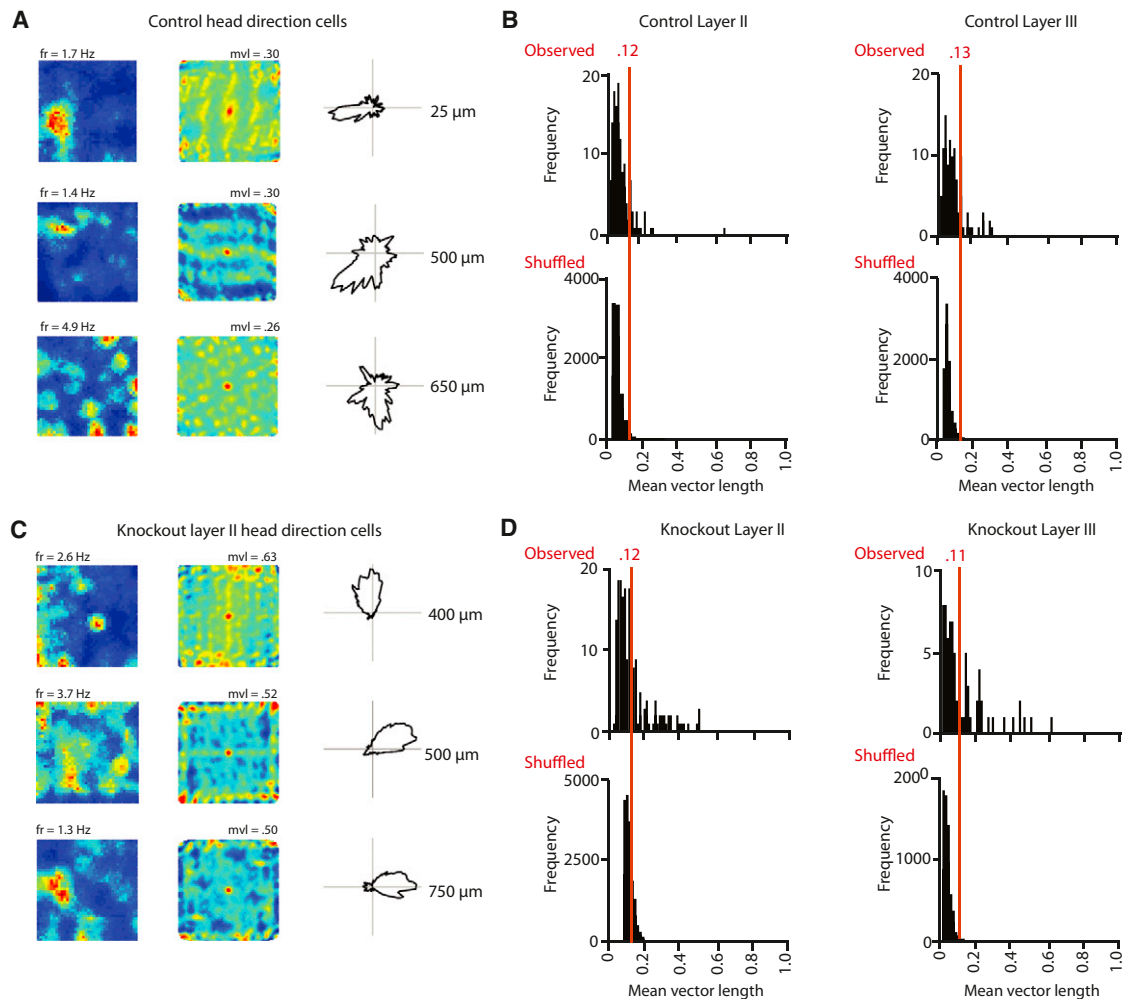 A
Control head direction cells
fr = 1.7 Hz
mvl = .30
25 µm
fr = 1.4 Hz
mvl = .30
500 µm
fr = 4.9 Hz
mvl = .26
650 µm
B
Control Layer II
Observed
.12
20
10
0
Frequency
Shuffled
4000
2000
0
Frequency
0
0.2
0.4
0.6
0.8
1.0
Mean vector length
Control Layer III
Observed
.13
20
10
0
Frequency
Shuffled
4000
2000
0
Frequency
0
0.2
0.4
0.6
0.8
1.0
Mean vector length
C
Knockout layer II head direction cells
fr = 2.6 Hz
mvl = .63
400 µm
fr = 3.7 Hz
mvl = .52
500 µm
fr = 1.3 Hz
mvl = .50
750 µm
D
Knockout Layer II
Observed
.12
20
10
0
Frequency
Shuffled
5000
2500
0
Frequency
0
0.2
0.4
0.6
0.8
1.0
Mean vector length
Knockout Layer III
Observed
.11
10
5
0
Frequency
Shuffled
2000
1000
0
Frequency
0
0.2
0.4
0.6
0.8
1.0
Mean vector length